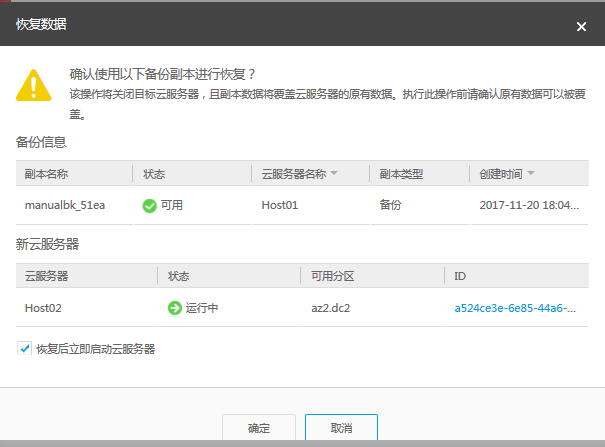 恢复数据
确认使用以下备份副本进行恢复？
该操作将关闭目标云服务器，且副本数据将覆盖云服务器的原有数据。执行此操作前请确认原有数据可以被覆
盖。
备份信息
副本名称 状态 云服务器名称 副本类型 创建时间
manualbk_51ea 可用 Host01 备份 2017-11-20 18:04...
新云服务器
云服务器 状态 可用分区 ID
Host02 运行中 az2.dc2 a524ce3e-6e85-44a6-...
恢复后立即启动云服务器
确定 取消